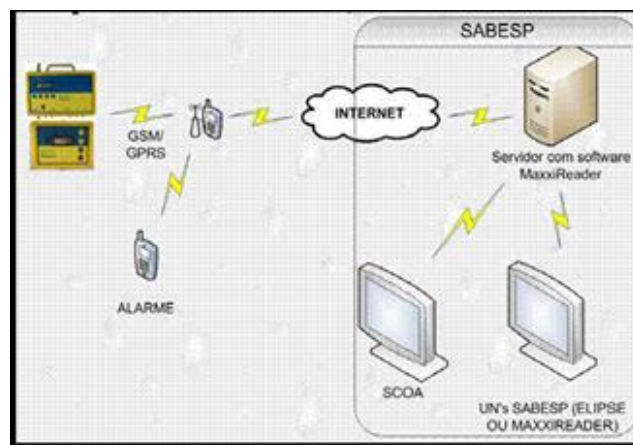 SABESP
INTERNET
GSM/
GPRS
Servidor com software
MaxxiReader
ALARME
SCOA
UN's SABESP (ELIPSE
OU MAXXIREADER)